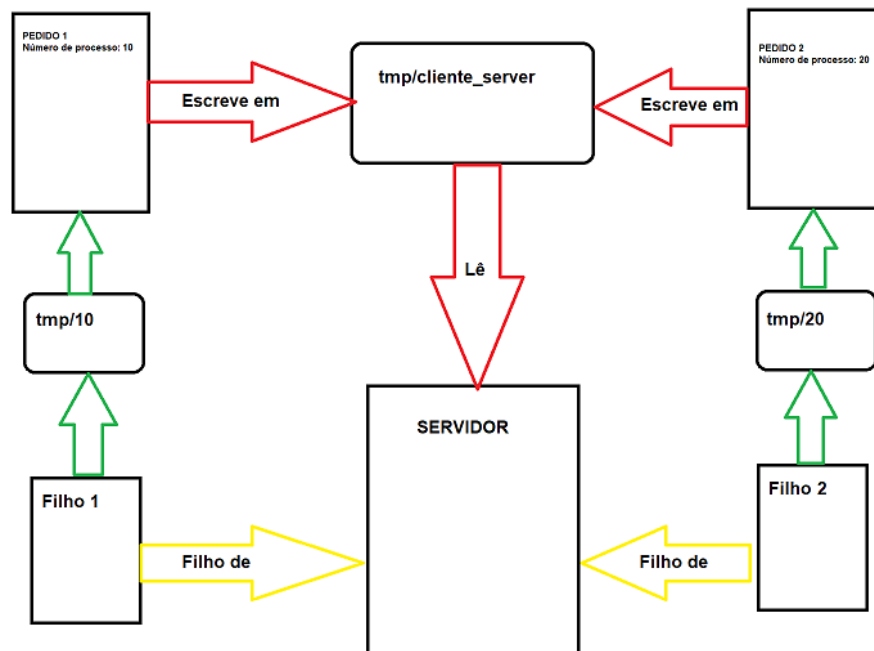 PEDIDO 1
Número de processo: 10
Escreve em
tmp/cliente_server
Escreve em
PEDIDO 2
Número de processo: 20
Lê
tmp/10
tmp/20
SERVIDOR
Filho 1
Filho de
Filho de
Filho 2